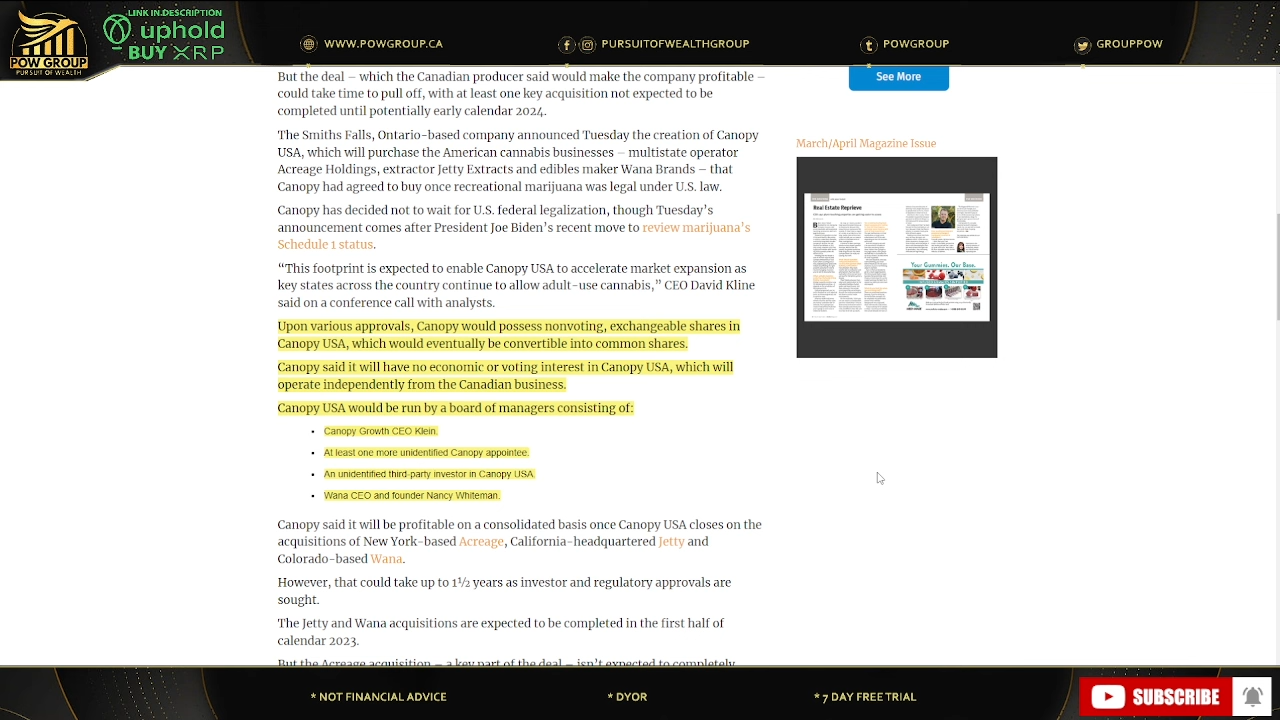 LINK IN DESCRIPTION
uphold
BUY XRP
POW GROUP
PURSUIT OF WEALTH
WWW.POWGROUP.CA
PURSUITOFWEALTHGROUP
POWGROUP
GROUPPOW
But the deal – which the Canadian producer said would make the company profitable –
could take time to pull off, with at least one key acquisition not expected to be
completed until potentially early calendar 2024.
The Smiths Falls, Ontario-based company announced Tuesday the creation of Canopy
USA, which will purchase the American cannabis businesses – multistate operator
Acreage Holdings, extractor Jetty Extracts and edibles maker Wana Brands – that
Canopy had agreed to buy once recreational marijuana was legal under U.S. law.
Canopy has decided not to wait for U.S. federal legalization, though Tuesday's
announcement comes after President Joe Biden's recent move to review marijuana's
Schedule 1 status.
"This footprint is expected to enable Canopy USA to focus on market expansion as
key states across the country continue to allow adult-use cannabis," CEO David Kline
said on a conference call with analysts.
Upon various approvals, Canopy would possess nonvoting, exchangeable shares in
Canopy USA, which would eventually be convertible into common shares.
Canopy said it will have no economic or voting interest in Canopy USA, which will
operate independently from the Canadian business.
Canopy USA would be run by a board of managers consisting of:
• Canopy Growth CEO Klein.
• At least one more unidentified Canopy appointee.
• An unidentified third-party investor in Canopy USA.
• Wana CEO and founder Nancy Whiteman.
Canopy said it will be profitable on a consolidated basis once Canopy USA closes on the
acquisitions of New York-based Acreage, California-headquartered Jetty and
Colorado-based Wana.
However, that could take up to 1½ years as investor and regulatory approvals are
sought.
The Jetty and Wana acquisitions are expected to be completed in the first half of
calendar 2023.
But the Acreage acquisition – a key part of the deal – isn't expected to completely
See More
March/April Magazine Issue
Real Estate Reprieve
Your Gummies, Our Base.
* NOT FINANCIAL ADVICE
* DYOR
* 7 DAY FREE TRIAL
SUBSCRIBE